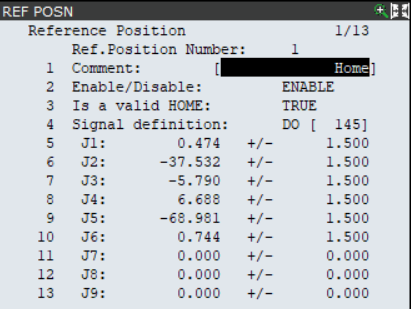 REF POSN
Reference Position 1/13
Ref.Position Number: 1
1 Comment: [ Home]
2 Enable/Disable: ENABLE
3 Is a valid HOME: TRUE
4 Signal definition: DO [ 145]
5 J1: 0.474 +/- 1.500
6 J2: -37.532 +/- 1.500
7 J3: -5.790 +/- 1.500
8 J4: 6.688 +/- 1.500
9 J5: -68.981 +/- 1.500
10 J6: 0.744 +/- 1.500
11 J7: 0.000 +/- 0.000
12 J8: 0.000 +/- 0.000
13 J9: 0.000 +/- 0.000